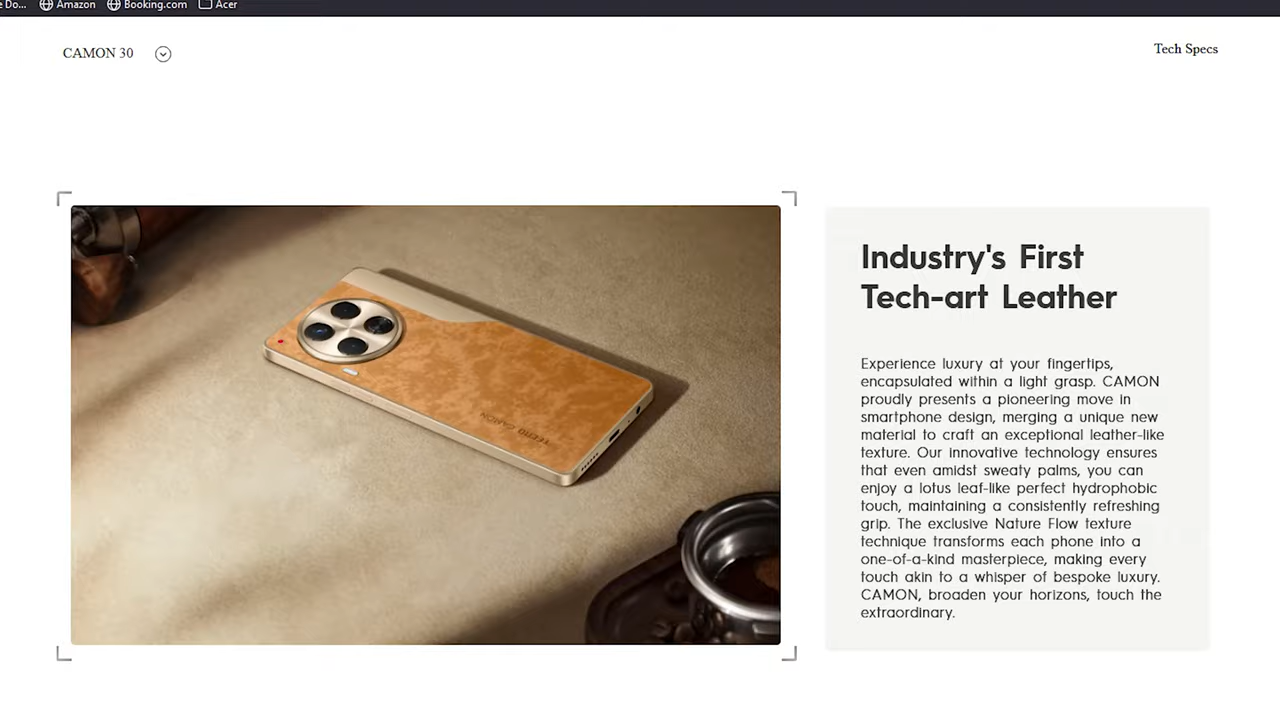 e Do... Amazon Booking.com Acer
CAMON 30
Tech Specs
Industry's First
Tech-art Leather
Experience luxury at your fingertips,
encapsulated within a light grasp. CAMON
proudly presents a pioneering move in
smartphone design, merging a unique new
material to craft an exceptional leather-like
texture. Our innovative technology ensures
that even amidst sweaty palms, you can
enjoy a lotus leaf-like perfect hydrophobic
touch, maintaining a consistently refreshing
grip. The exclusive Nature Flow texture
technique transforms each phone into a
one-of-a-kind masterpiece, making every
touch akin to a whisper of bespoke luxury.
CAMON, broaden your horizons, touch the
extraordinary.
TECNO CAMON